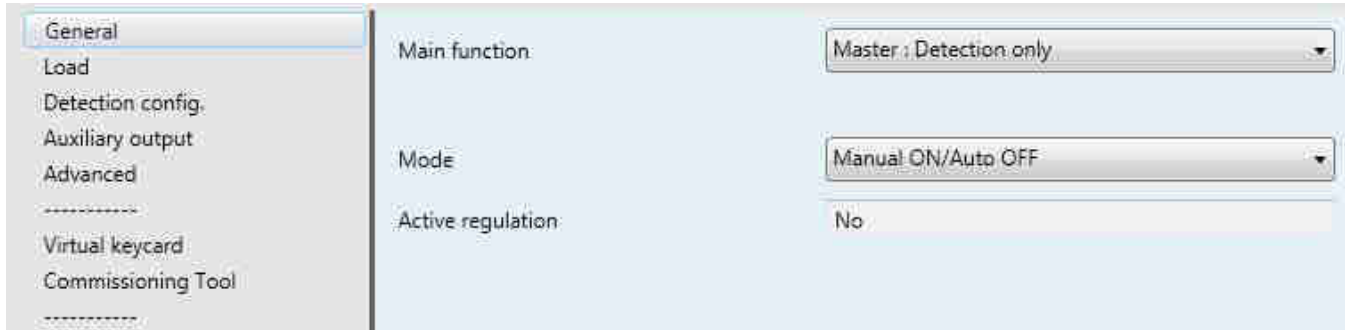 General
Load
Detection config.
Auxiliary output
Advanced
-----------
Virtual keycard
Commissioning Tool
-----------
Main function
Master : Detection only
Mode
Manual ON/Auto OFF
Active regulation
No